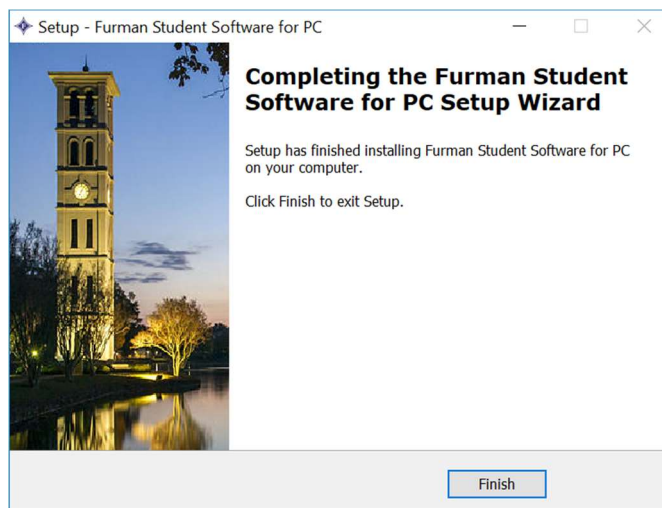 Setup - Furman Student Software for PC
Completing the Furman Student
Software for PC Setup Wizard
Setup has finished installing Furman Student Software for PC
on your computer.
Click Finish to exit Setup.
Finish